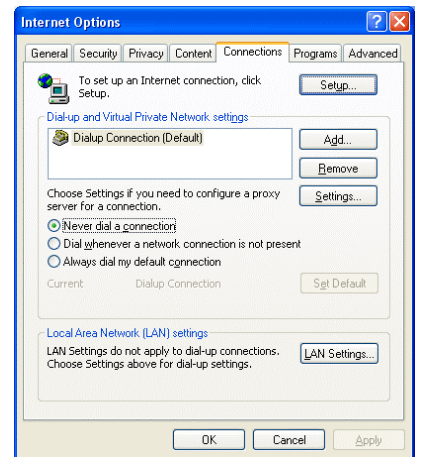 Internet Options
General Security Privacy Content Connections Programs Advanced
To set up an Internet connection, click
Setup.
Setup...
Dial-up and Virtual Private Network settings
Dialup Connection (Default)
Add...
Remove
Choose Settings if you need to configure a proxy
server for a connection.
Settings...
Never dial a connection
Dial whenever a network connection is not present
Always dial my default connection
Current Dialup Connection
Set Default
Local Area Network (LAN) settings
LAN Settings do not apply to dial-up connections.
Choose Settings above for dial-up settings.
LAN Settings...
OK Cancel Apply